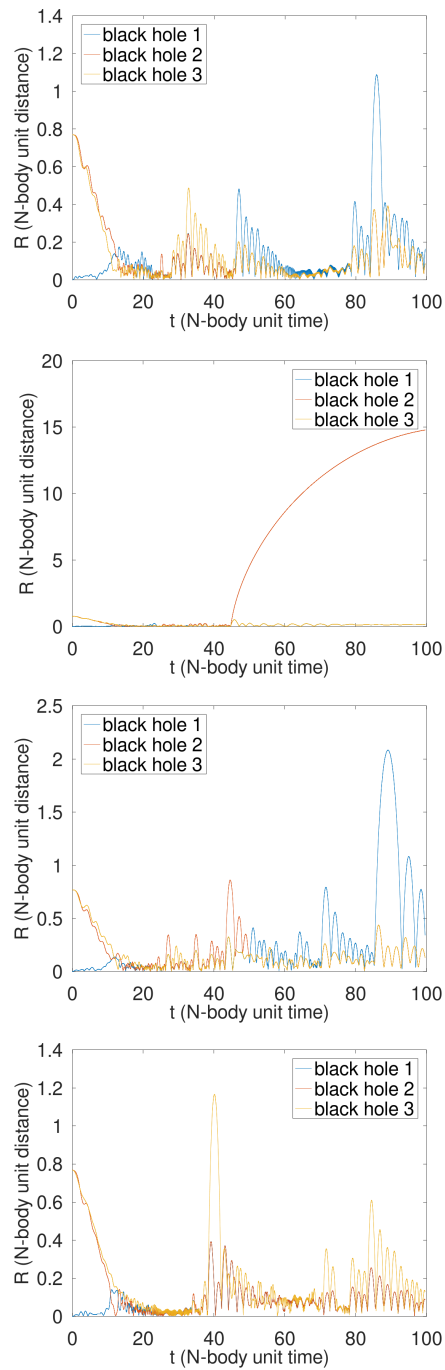 1.4
1.2
1
0.8
0.6
0.4
0.2
0
R (N-body unit distance)
black hole 1
black hole 2
black hole 3
0 20 40 60 80 100
t (N-body unit time)
20
15
10
5
0
R (N-body unit distance)
black hole 1
black hole 2
black hole 3
0 20 40 60 80 100
t (N-body unit time)
2.5
2
1.5
1
0.5
0
R (N-body unit distance)
black hole 1
black hole 2
black hole 3
0 20 40 60 80 100
t (N-body unit time)
1.4
1.2
1
0.8
0.6
0.4
0.2
0
R (N-body unit distance)
black hole 1
black hole 2
black hole 3
0 20 40 60 80 100
t (N-body unit time)